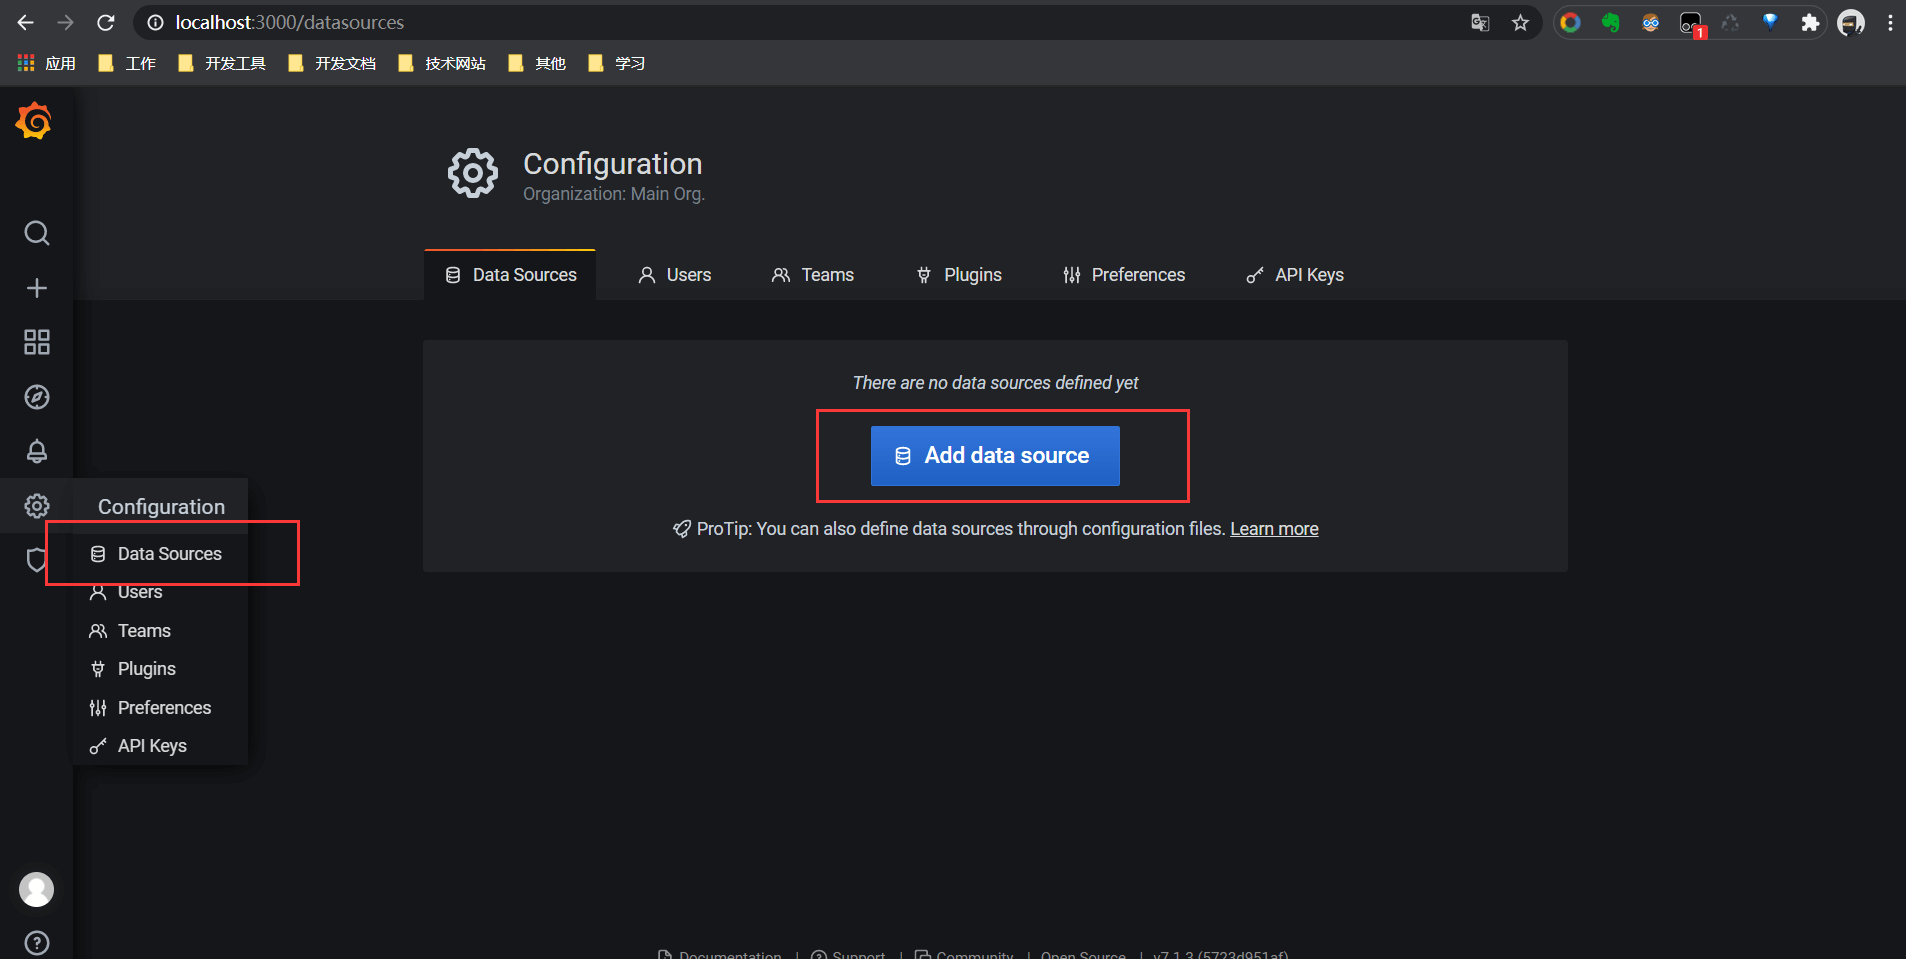 localhost:3000/datasources
1
应用 工作 开发工具 开发文档 技术网站 其他 学习
Configuration
Organization: Main Org.
Data Sources Users Teams Plugins Preferences API Keys
There are no data sources defined yet
Add data source
ProTip: You can also define data sources through configuration files. Learn more
Configuration
Data Sources
Users
Teams
Plugins
Preferences
API Keys
Documentation | Support | Community | Open Source | v7.1.3 (5723d951af)